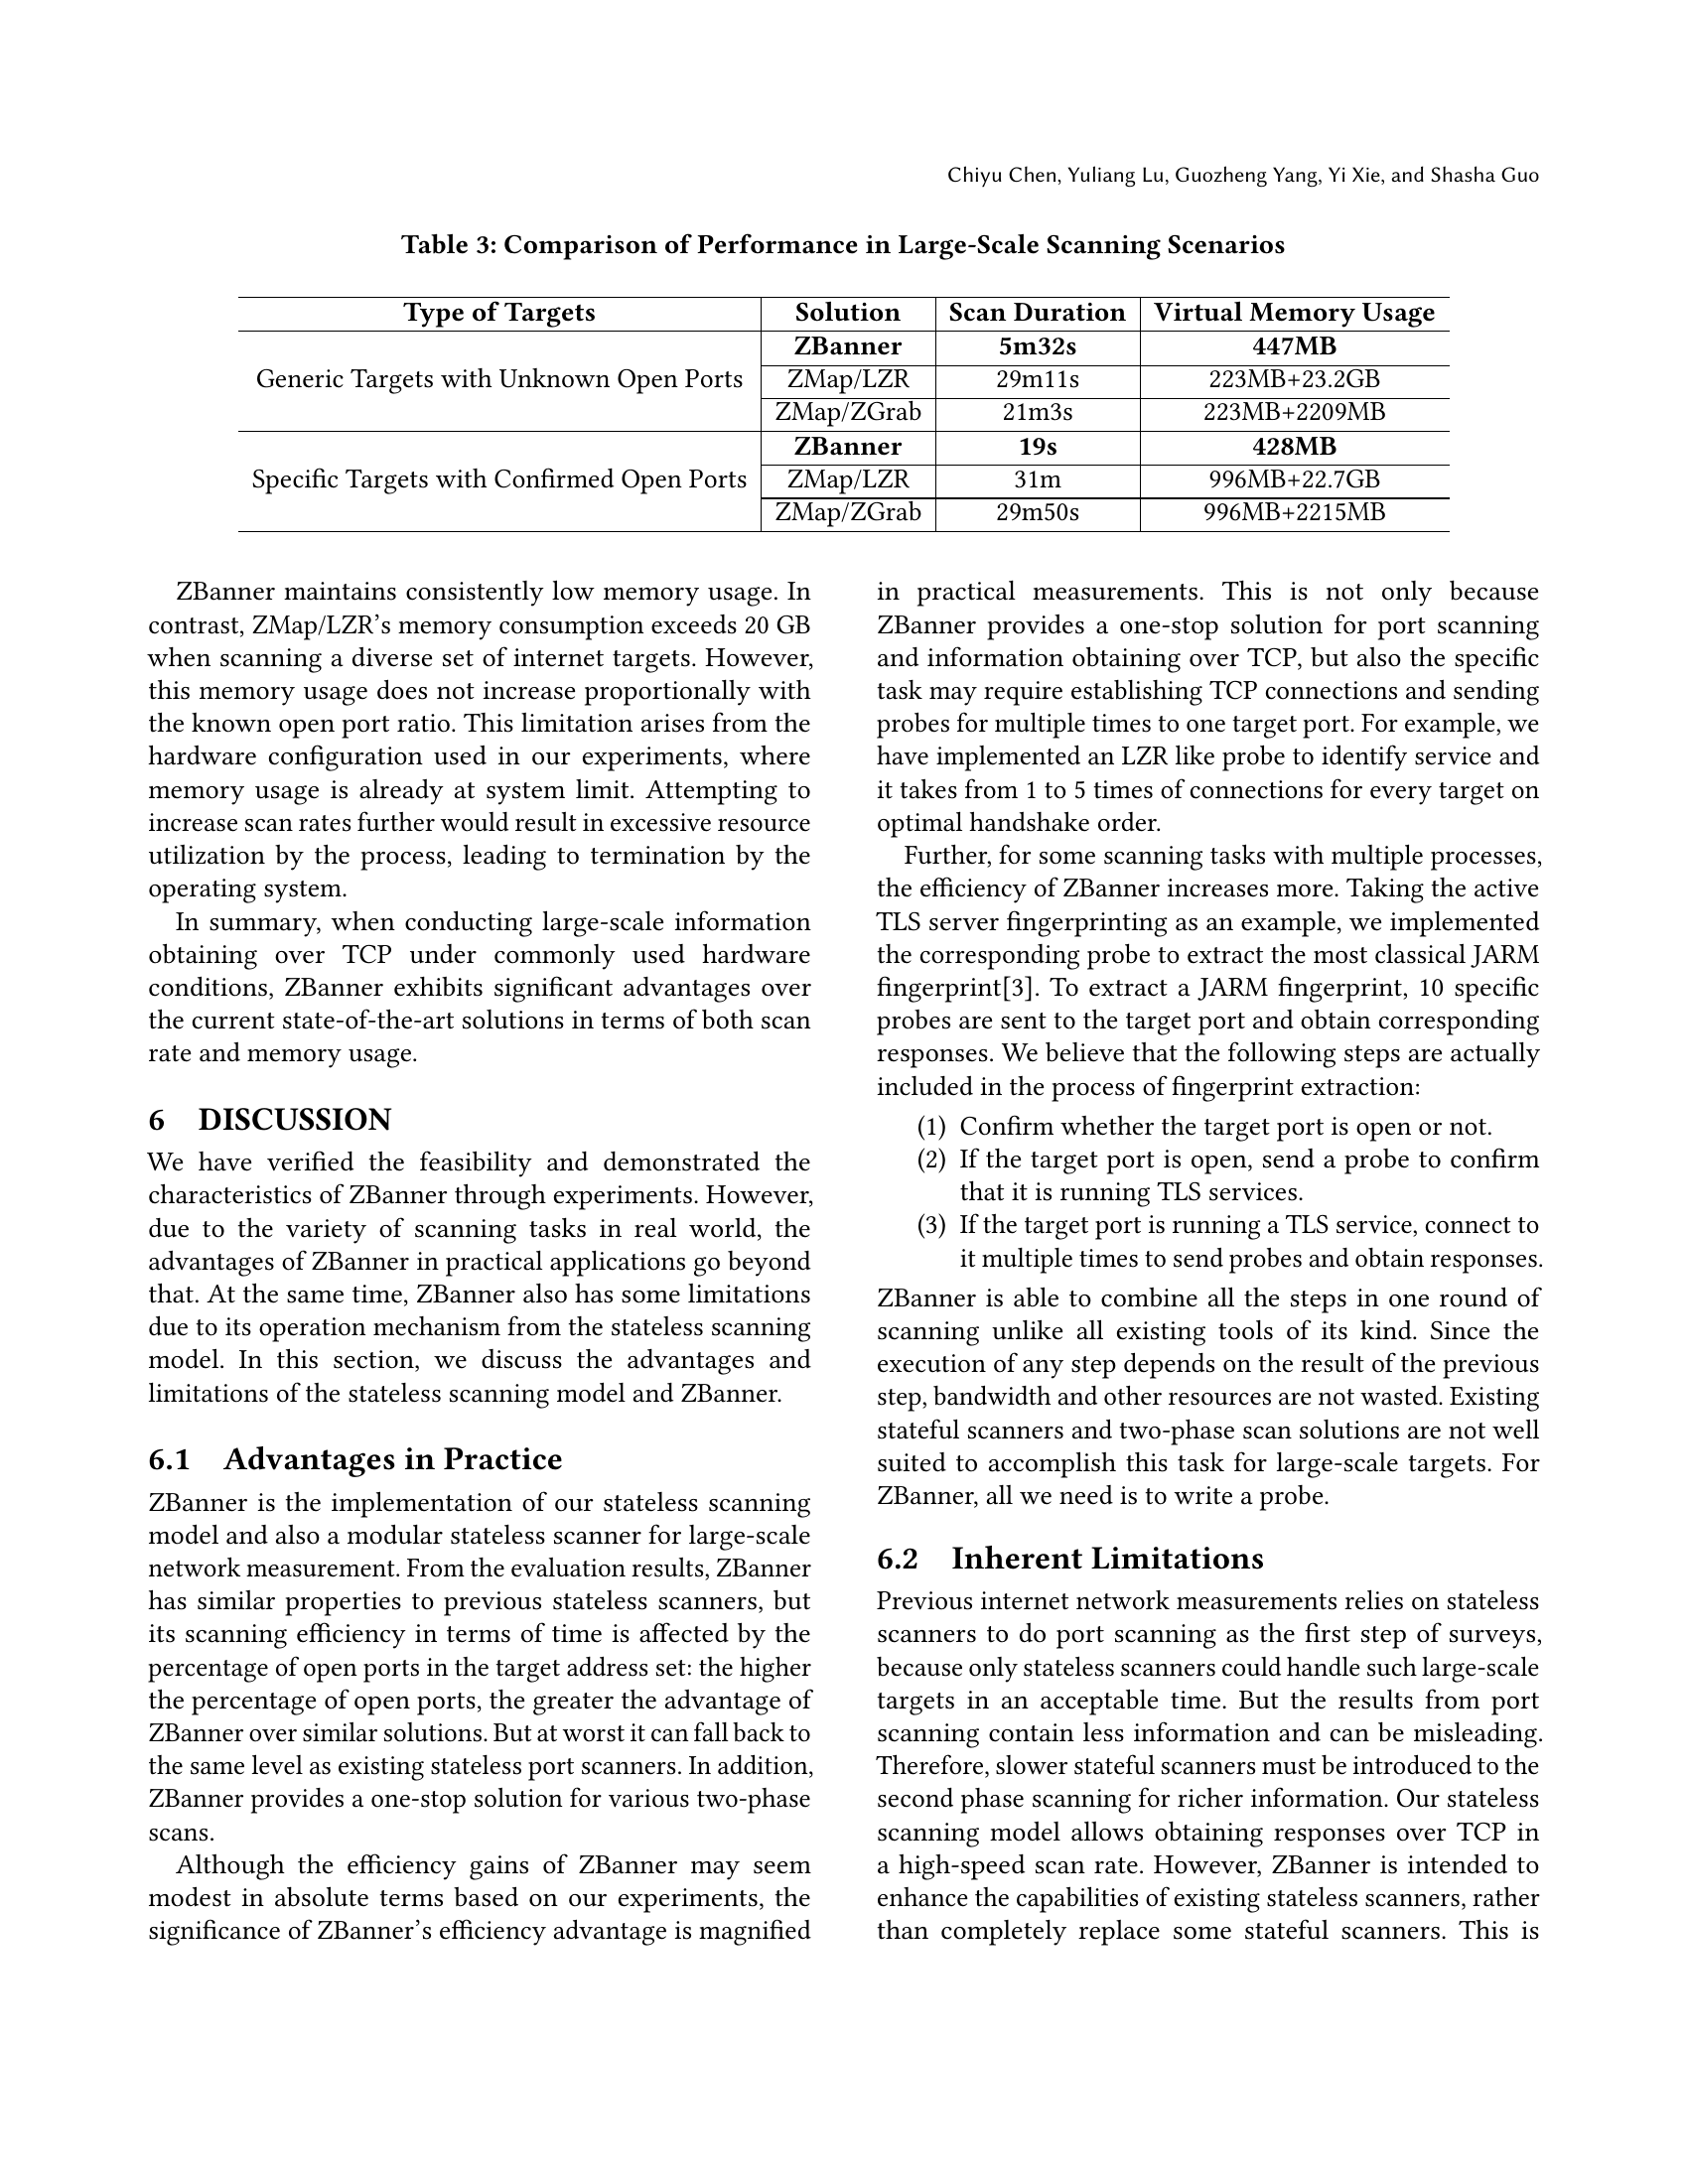 Chiyu Chen, Yuliang Lu, Guozheng Yang, Yi Xie, and Shasha Guo
Table 3: Comparison of Performance in Large-Scale Scanning Scenarios
Type of Targets Solution Scan Duration Virtual Memory Usage
Generic Targets with Unknown Open Ports
ZBanner 5m32s 447MB
ZMap/LZR 29m11s 223MB+23.2GB
ZMap/ZGrab 21m3s 223MB+2209MB
Specific Targets with Confirmed Open Ports
ZBanner 19s 428MB
ZMap/LZR 31m 996MB+22.7GB
ZMap/ZGrab 29m50s 996MB+2215MB
ZBanner maintains consistently low memory usage. In
contrast, ZMap/LZR's memory consumption exceeds 20 GB
when scanning a diverse set of internet targets. However,
this memory usage does not increase proportionally with
the known open port ratio. This limitation arises from the
hardware configuration used in our experiments, where
memory usage is already at system limit. Attempting to
increase scan rates further would result in excessive resource
utilization by the process, leading to termination by the
operating system.
In summary, when conducting large-scale information
obtaining over TCP under commonly used hardware
conditions, ZBanner exhibits significant advantages over
the current state-of-the-art solutions in terms of both scan
rate and memory usage.
6 DISCUSSION
We have verified the feasibility and demonstrated the
characteristics of ZBanner through experiments. However,
due to the variety of scanning tasks in real world, the
advantages of ZBanner in practical applications go beyond
that. At the same time, ZBanner also has some limitations
due to its operation mechanism from the stateless scanning
model. In this section, we discuss the advantages and
limitations of the stateless scanning model and ZBanner.
6.1 Advantages in Practice
ZBanner is the implementation of our stateless scanning
model and also a modular stateless scanner for large-scale
network measurement. From the evaluation results, ZBanner
has similar properties to previous stateless scanners, but
its scanning efficiency in terms of time is affected by the
percentage of open ports in the target address set: the higher
the percentage of open ports, the greater the advantage of
ZBanner over similar solutions. But at worst it can fall back to
the same level as existing stateless port scanners. In addition,
ZBanner provides a one-stop solution for various two-phase
scans.
Although the efficiency gains of ZBanner may seem
modest in absolute terms based on our experiments, the
significance of ZBanner's efficiency advantage is magnified
in practical measurements. This is not only because
ZBanner provides a one-stop solution for port scanning
and information obtaining over TCP, but also the specific
task may require establishing TCP connections and sending
probes for multiple times to one target port. For example, we
have implemented an LZR like probe to identify service and
it takes from 1 to 5 times of connections for every target on
optimal handshake order.
Further, for some scanning tasks with multiple processes,
the efficiency of ZBanner increases more. Taking the active
TLS server fingerprinting as an example, we implemented
the corresponding probe to extract the most classical JARM
fingerprint[3]. To extract a JARM fingerprint, 10 specific
probes are sent to the target port and obtain corresponding
responses. We believe that the following steps are actually
included in the process of fingerprint extraction:
(1) Confirm whether the target port is open or not.
(2) If the target port is open, send a probe to confirm
that it is running TLS services.
(3) If the target port is running a TLS service, connect to
it multiple times to send probes and obtain responses.
ZBanner is able to combine all the steps in one round of
scanning unlike all existing tools of its kind. Since the
execution of any step depends on the result of the previous
step, bandwidth and other resources are not wasted. Existing
stateful scanners and two-phase scan solutions are not well
suited to accomplish this task for large-scale targets. For
ZBanner, all we need is to write a probe.
6.2 Inherent Limitations
Previous internet network measurements relies on stateless
scanners to do port scanning as the first step of surveys,
because only stateless scanners could handle such large-scale
targets in an acceptable time. But the results from port
scanning contain less information and can be misleading.
Therefore, slower stateful scanners must be introduced to the
second phase scanning for richer information. Our stateless
scanning model allows obtaining responses over TCP in
a high-speed scan rate. However, ZBanner is intended to
enhance the capabilities of existing stateless scanners, rather
than completely replace some stateful scanners. This is